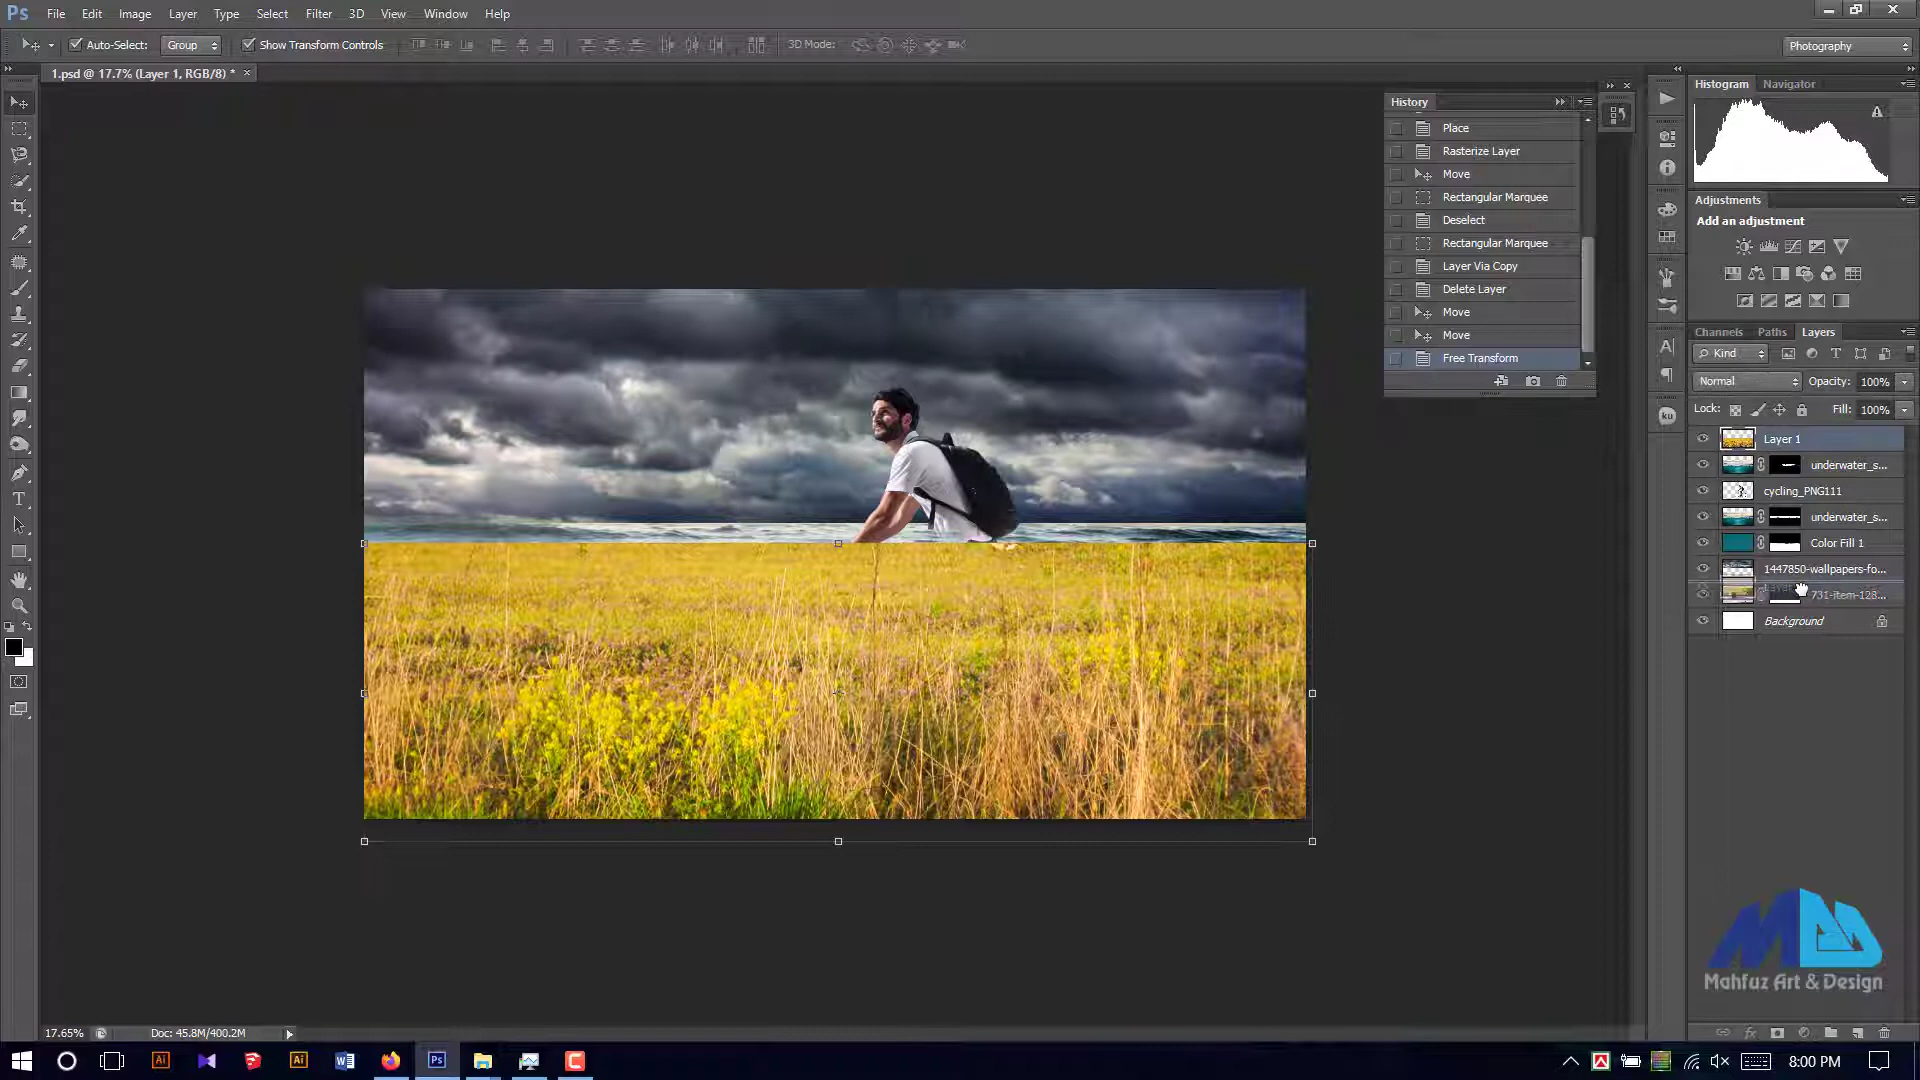 Ps File Edit Image Layer Type Select Filter 3D View Window Help
Auto-Select: Group Show Transform Controls 3D Mode: Photography
1.psd @ 17.7% (Layer 1, RGB/8) * ×
History
Place
Rasterize Layer
Move
Rectangular Marquee
Deselect
Rectangular Marquee
Layer Via Copy
Delete Layer
Move
Move
Free Transform
Histogram Navigator
Adjustments
Add an adjustment
Channels Paths Layers
Kind
Normal Opacity: 100%
Lock: Fill: 100%
Layer 1
underwater_s...
cycling_PNG111
underwater_s...
Color Fill 1
1447850-wallpapers-fo...
731-item-128...
Background
Mahfuz Art & Design
17.65% Doc: 45.8M/400.2M
8:00 PM